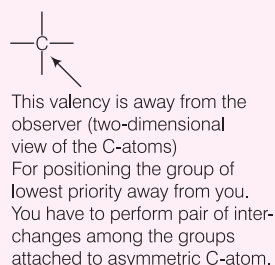 C
This valency is away from the
observer (two-dimensional
view of the C-atoms)
For positioning the group of
lowest priority away from you.
You have to perform pair of inter-
changes among the groups
attached to asymmetric C-atom.